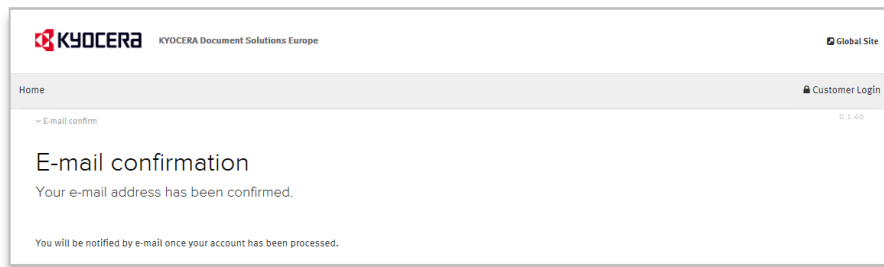 KYOCERA KYOCERA Document Solutions Europe Global Site
Home Customer Login
E-mail confirm 0.1.40
E-mail confirmation
Your e-mail address has been confirmed.
You will be notified by e-mail once your account has been processed.